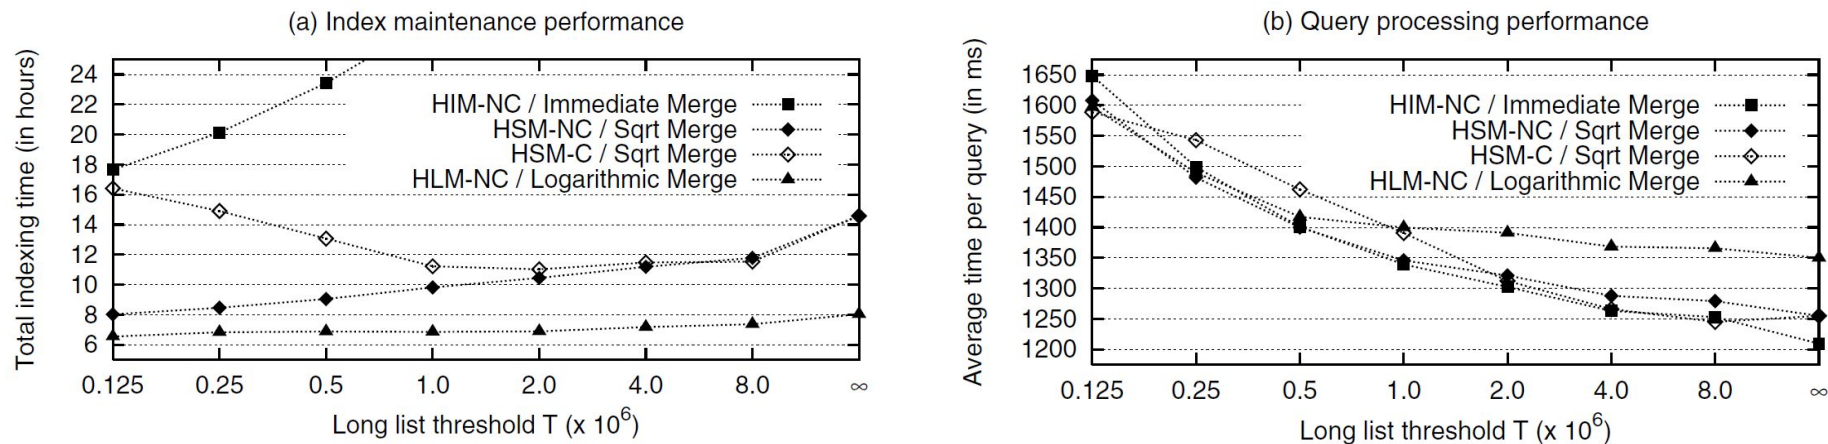 (a) Index maintenance performance
Total indexing time (in hours)
24
22
20
18
16
14
12
10
8
6
HIM-NC / Immediate Merge
HSM-NC / Sqrt Merge
HSM-C / Sqrt Merge
HLM-NC / Logarithmic Merge
0.125 0.25 0.5 1.0 2.0 4.0 8.0 ∞
Long list threshold T (x 10⁶)
(b) Query processing performance
Average time per query (in ms)
1650
1600
1550
1500
1450
1400
1350
1300
1250
1200
HIM-NC / Immediate Merge
HSM-NC / Sqrt Merge
HSM-C / Sqrt Merge
HLM-NC / Logarithmic Merge
0.125 0.25 0.5 1.0 2.0 4.0 8.0 ∞
Long list threshold T (x 10⁶)